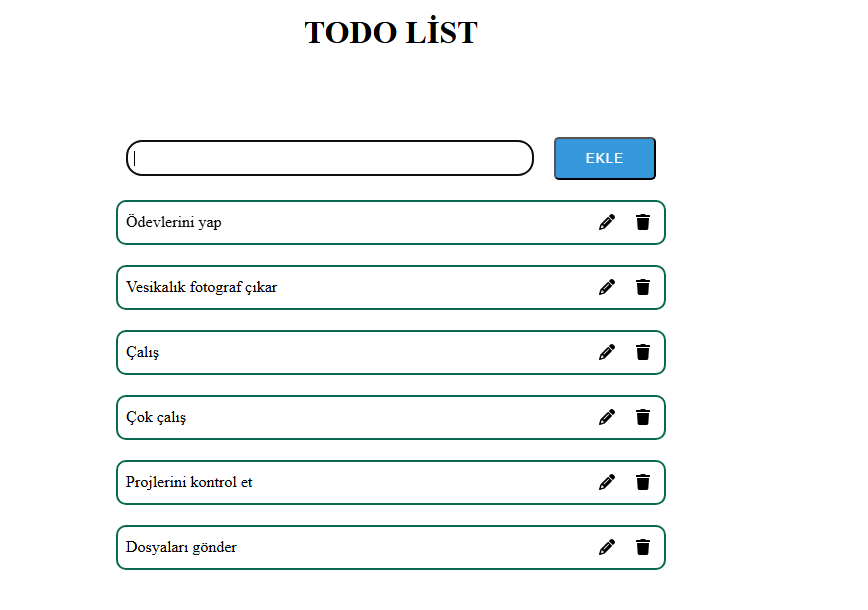 TODO LİST
EKLE
Ödevlerini yap
Vesikalık fotograf çıkar
Çalış
Çok çalış
Projlerini kontrol et
Dosyaları gönder